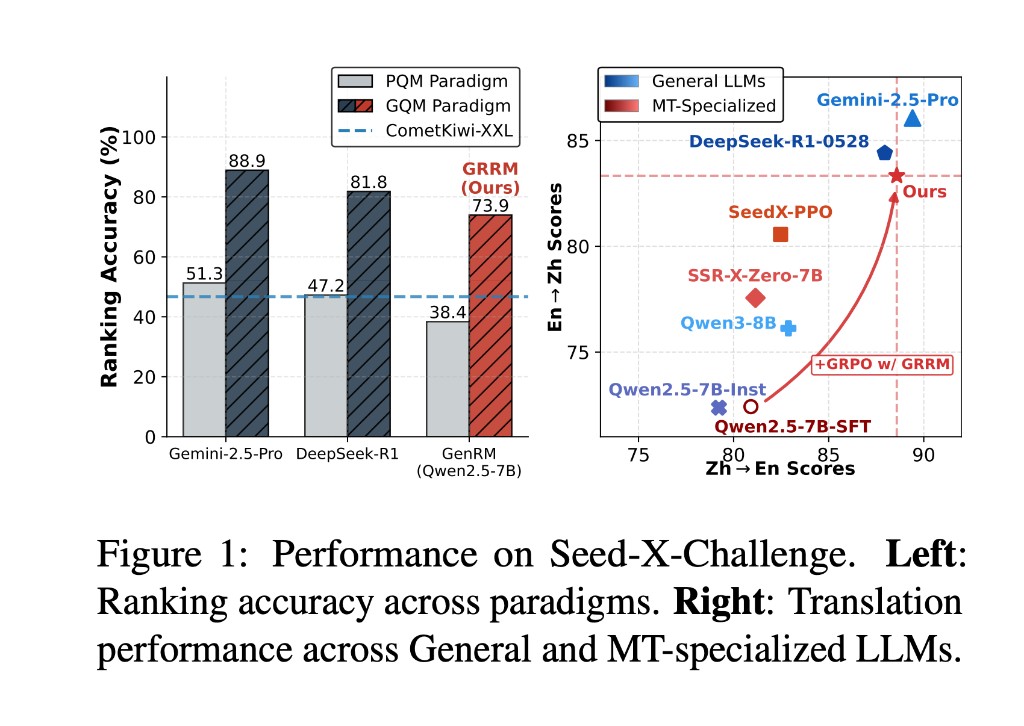 PQM Paradigm
GQM Paradigm
CometKiwi-XXL
Ranking Accuracy (%)
100
80
60
40
20
0
51.3
88.9
47.2
81.8
38.4
GRRM
(Ours)
73.9
Gemini-2.5-Pro
DeepSeek-R1
GenRM
(Qwen2.5-7B)
General LLMs
MT-Specialized
En→Zh Scores
85
80
75
Gemini-2.5-Pro
DeepSeek-R1-0528
Ours
SeedX-PPO
SSR-X-Zero-7B
Qwen3-8B
+GRPO w/ GRRM
Qwen2.5-7B-Inst
Qwen2.5-7B-SFT
75
80
85
90
Zh→En Scores
Figure 1: Performance on Seed-X-Challenge. Left:
Ranking accuracy across paradigms. Right: Translation
performance across General and MT-specialized LLMs.